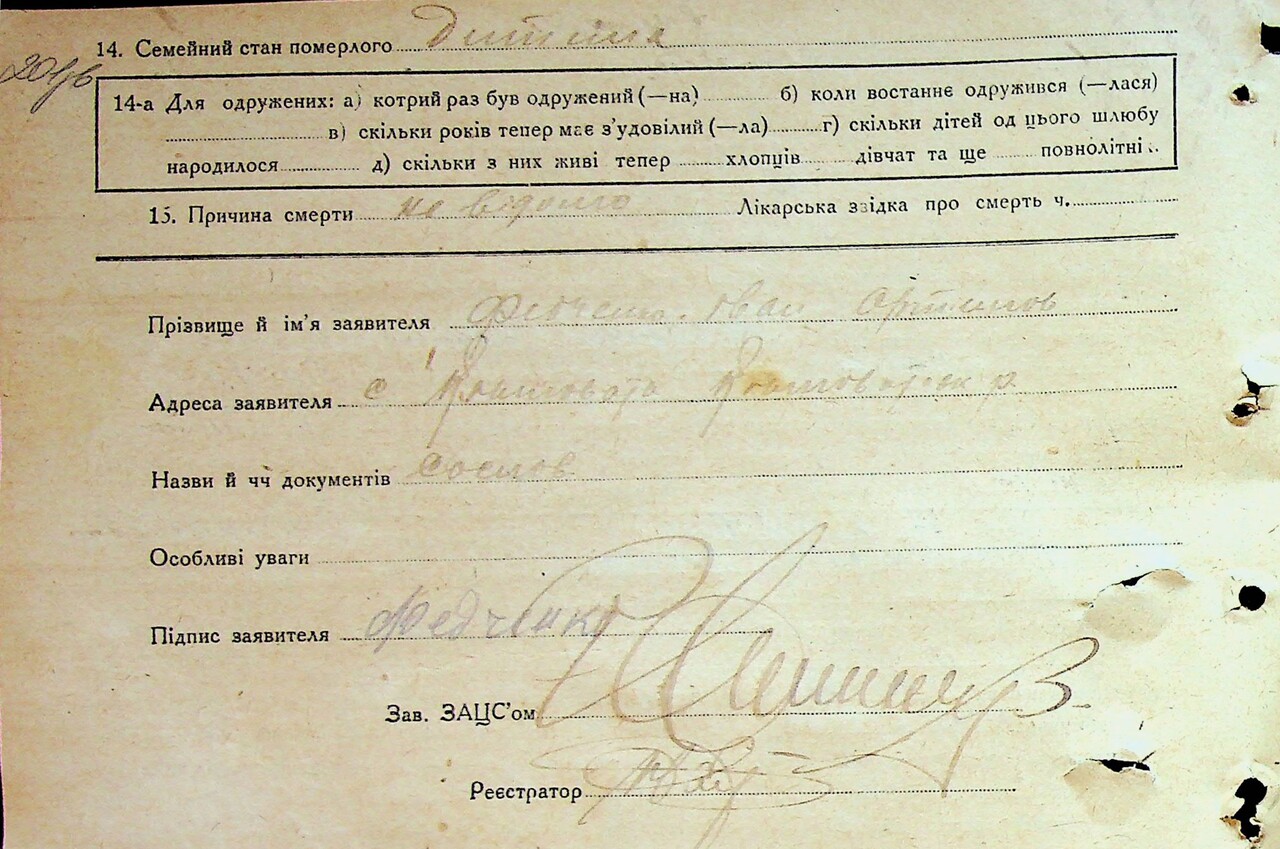 14. Семейний стан померлого Дитина
14-а Для одружених: а) котрий раз був одружений (—на) б) коли востаннє одружився (—лася)
в) скільки років тепер має з'удовілий (—ла) г) скільки дітей од цього шлюбу
народилося д) скільки з них живі тепер хлопців дівчат та ще повнолітні
15. Причина смерти не відомо Лікарська звідка про смерть ч.
Прізвище й ім'я заявителя Федченко Іван
Адреса заявителя с
Назви й чч документів
Особливі уваги
Підпис заявителя Федченко
Зав. ЗАЦС'ом
Реєстратор